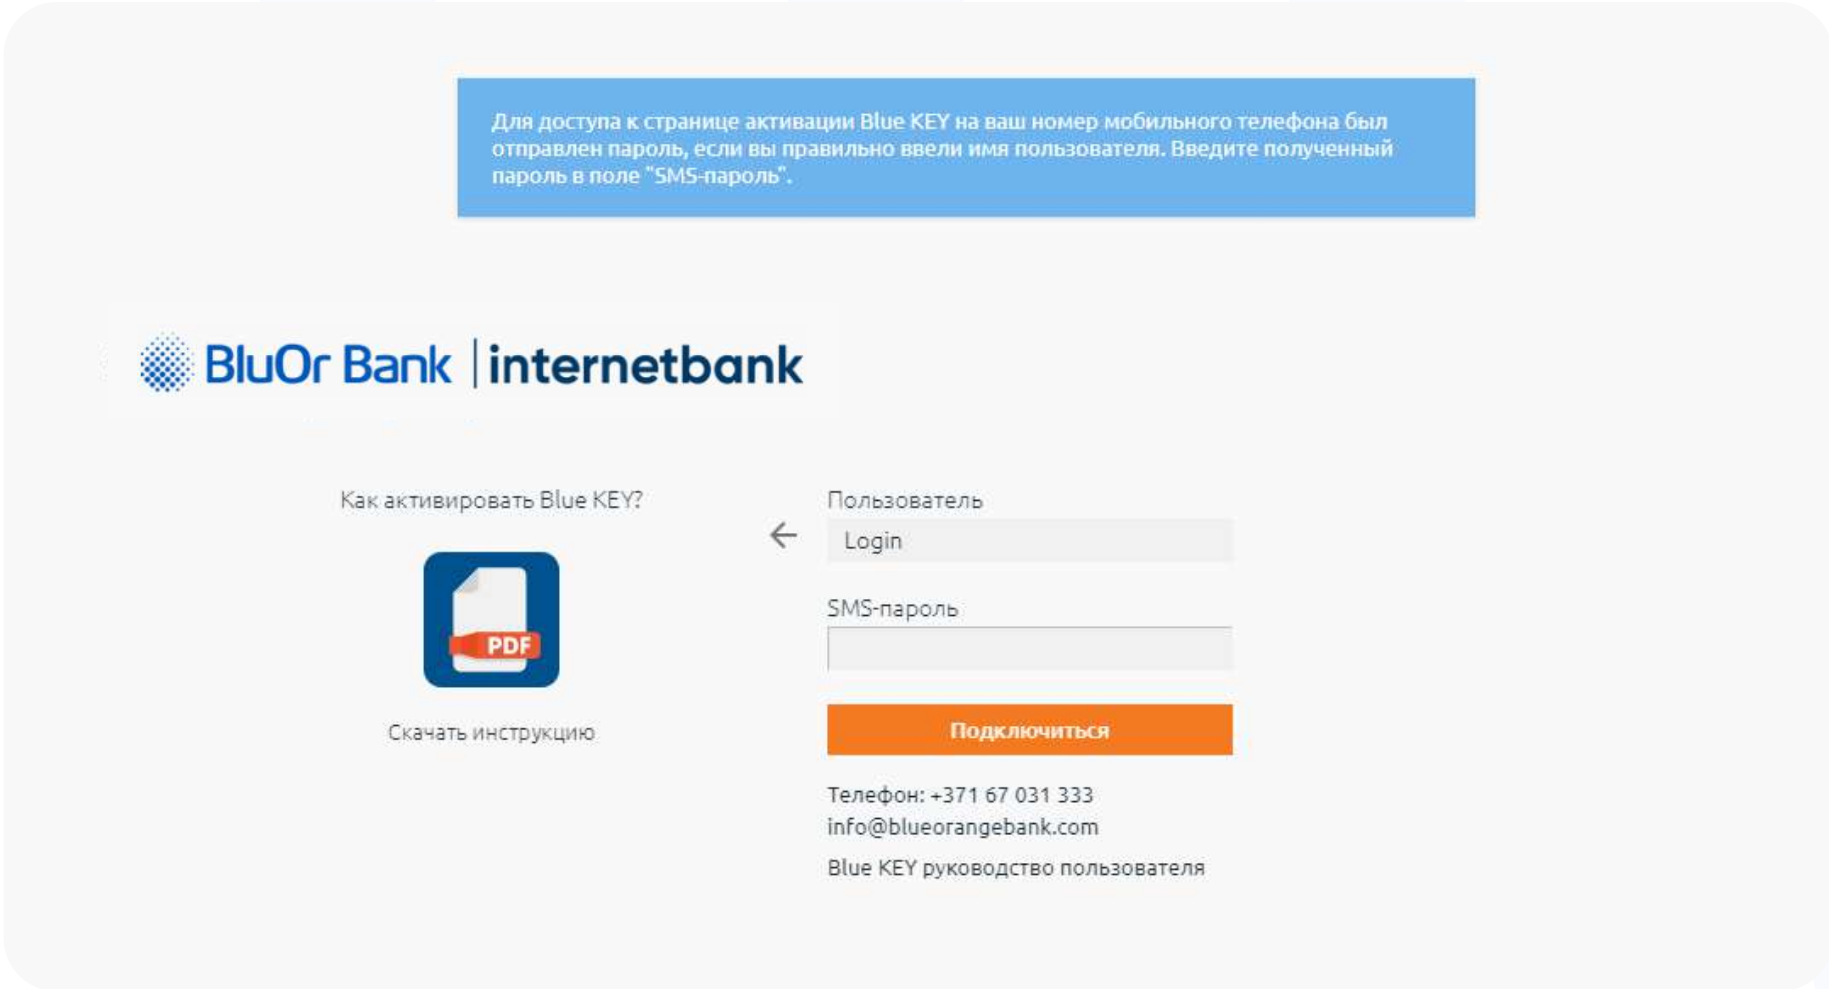 Для доступа к странице активации Blue KEY на ваш номер мобильного телефона был
отправлен пароль, если вы правильно ввели имя пользователя. Введите полученный
пароль в поле "SMS-пароль".
BluOr Bank | internetbank
Как активировать Blue KEY?
PDF
Скачать инструкцию
Пользователь
Login
SMS-пароль
Подключиться
Телефон: +371 67 031 333
info@blueorangebank.com
Blue KEY руководство пользователя